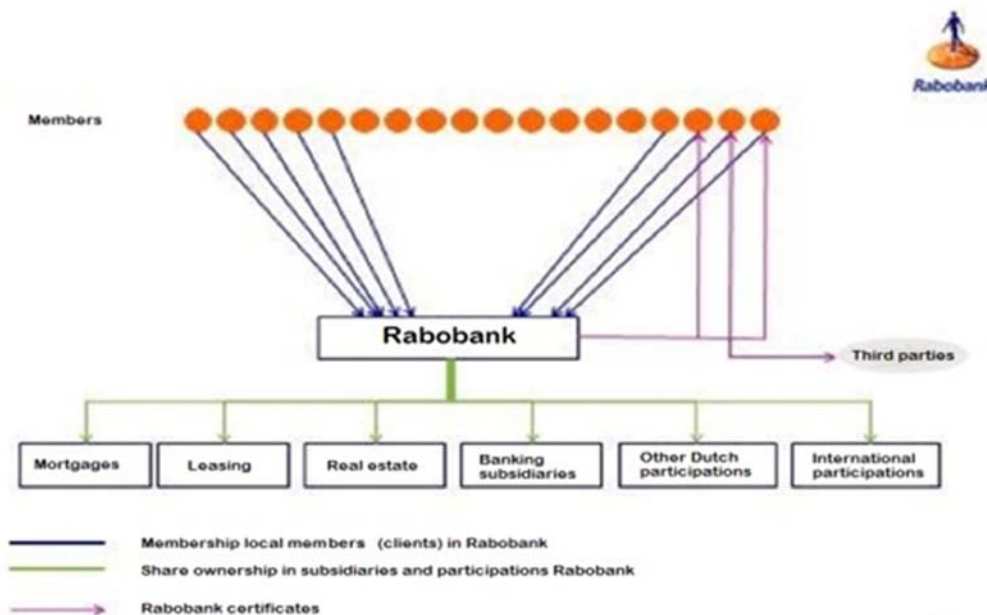 Rabobank
Members
Rabobank
Third parties
Mortgages
Leasing
Real estate
Banking
subsidiaries
Other Dutch
participations
International
participations
Membership local members (clients) in Rabobank
Share ownership in subsidiaries and participations Rabobank
Rabobank certificates